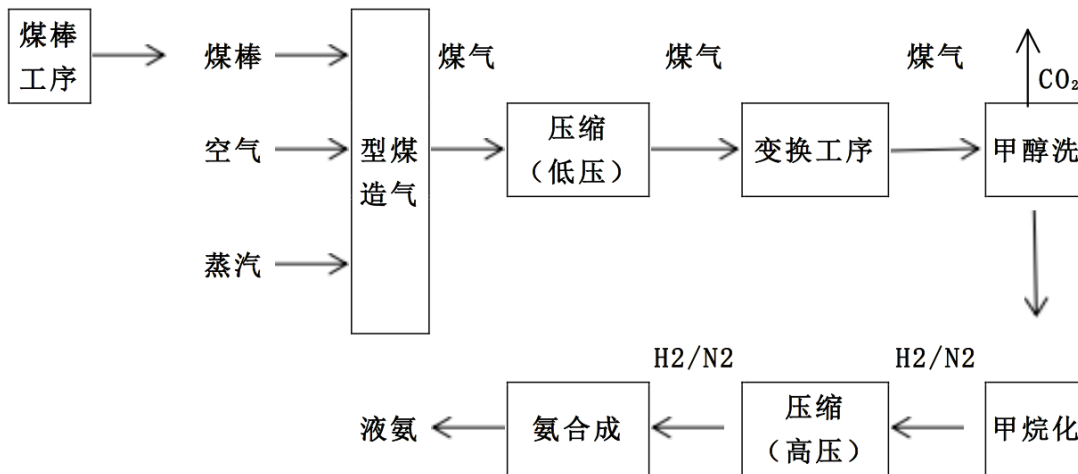 煤棒
工序
煤棒
空气
蒸汽
型煤
造气
煤气
压缩
（低压）
煤气
变换工序
煤气
CO₂
甲醇洗
甲烷化
H2/N2
压缩
（高压）
H2/N2
氨合成
液氨